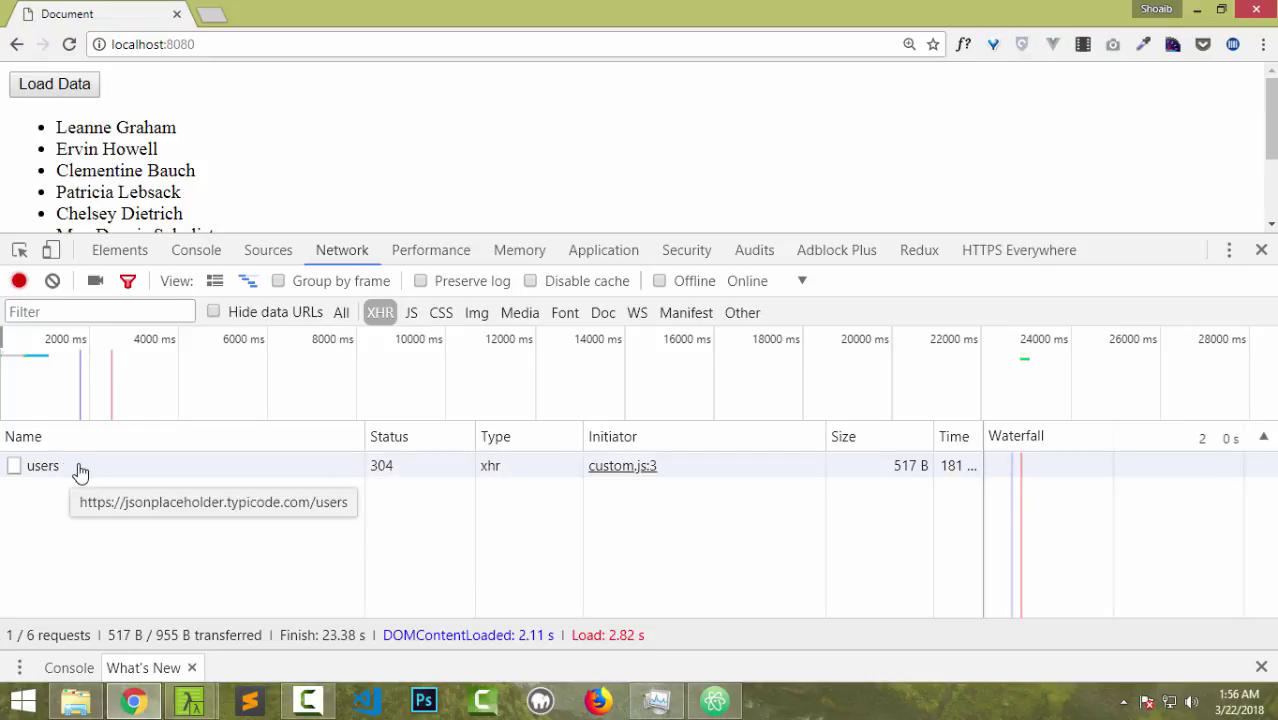 Document
Shoaib
localhost:8080
f?
Load Data
• Leanne Graham
• Ervin Howell
• Clementine Bauch
• Patricia Lebsack
• Chelsey Dietrich
Elements Console Sources Network Performance Memory Application Security Audits Adblock Plus Redux HTTPS Everywhere
View: Group by frame Preserve log Disable cache Offline Online
Filter Hide data URLs All XHR JS CSS Img Media Font Doc WS Manifest Other
2000 ms 4000 ms 6000 ms 8000 ms 10000 ms 12000 ms 14000 ms 16000 ms 18000 ms 20000 ms 22000 ms 24000 ms 26000 ms 28000 ms
Name Status Type Initiator Size Time Waterfall 2 0 s
users 304 xhr custom.js:3 517 B 181 ...
https://jsonplaceholder.typicode.com/users
1 / 6 requests | 517 B / 955 B transferred | Finish: 23.38 s | DOMContentLoaded: 2.11 s | Load: 2.82 s
Console What's New
Ps
1:56 AM
3/22/2018